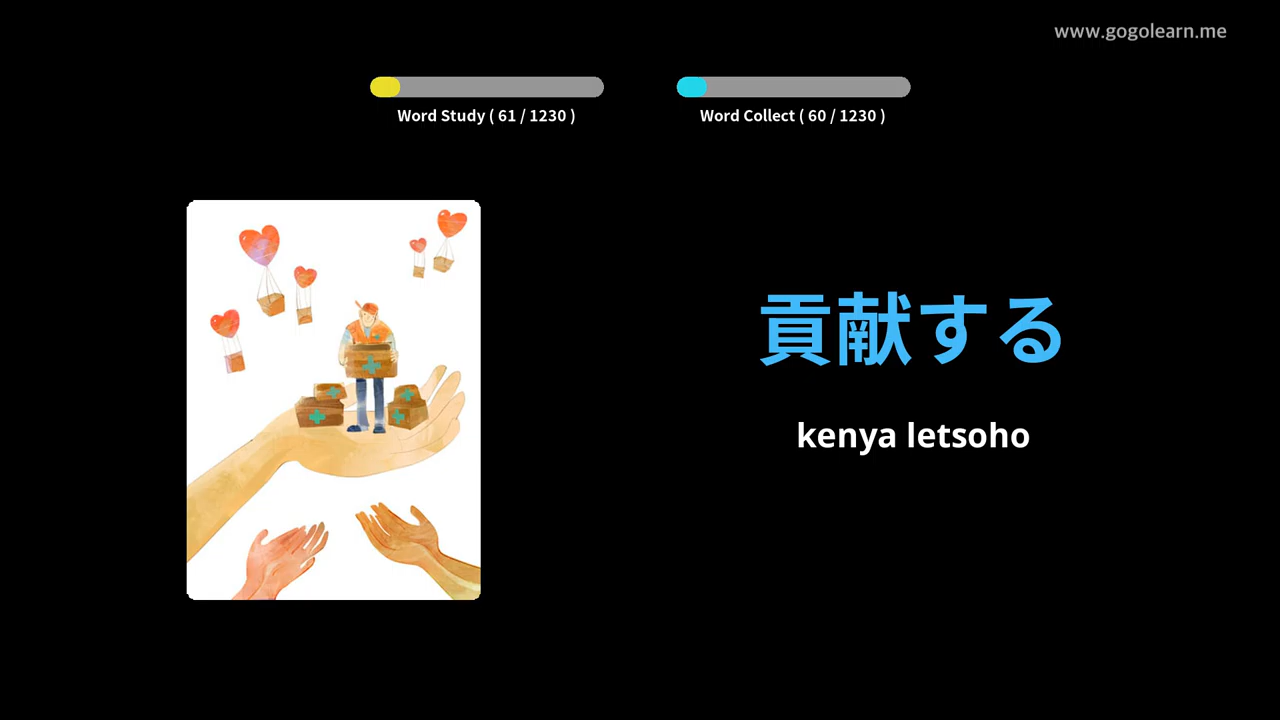 www.gogolearn.me
Word Study ( 61 / 1230 )
Word Collect ( 60 / 1230 )
貢献する
kenya letsoho